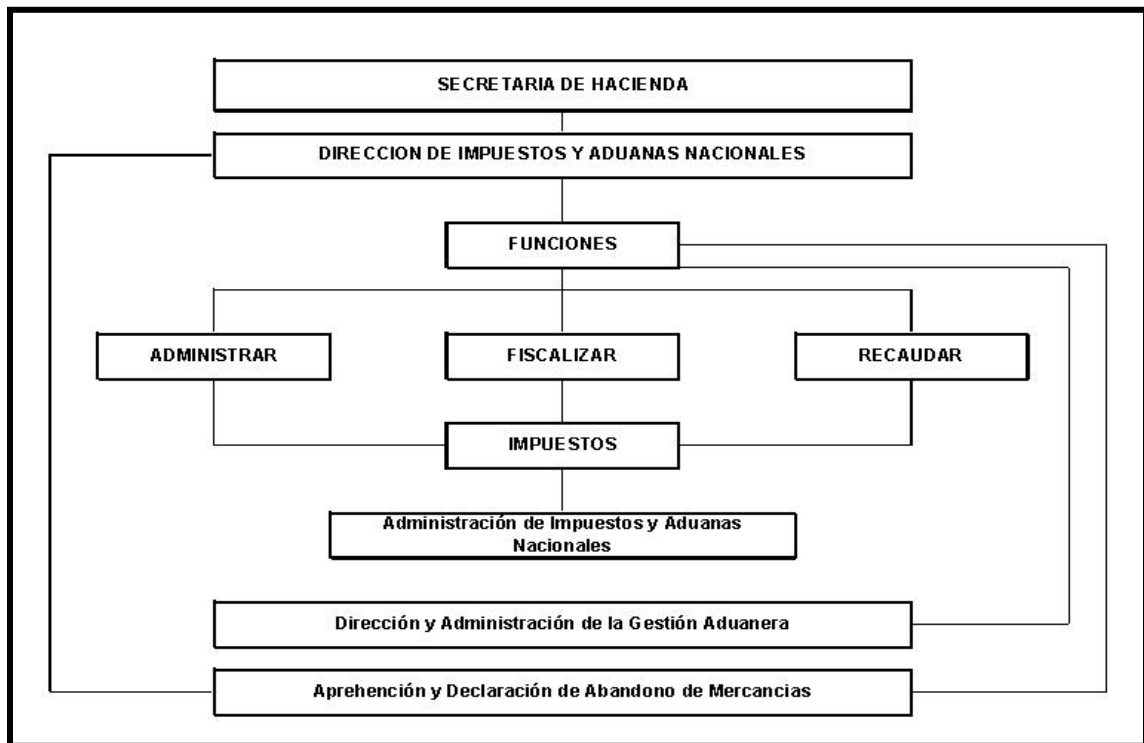 SECRETARIA DE HACIENDA
DIRECCION DE IMPUESTOS Y ADUANAS NACIONALES
FUNCIONES
ADMINISTRAR
FISCALIZAR
RECAUDAR
IMPUESTOS
Administración de Impuestos y Aduanas
Nacionales
Dirección y Administración de la Gestión Aduanera
Aprehención y Declaración de Abandono de Mercancias